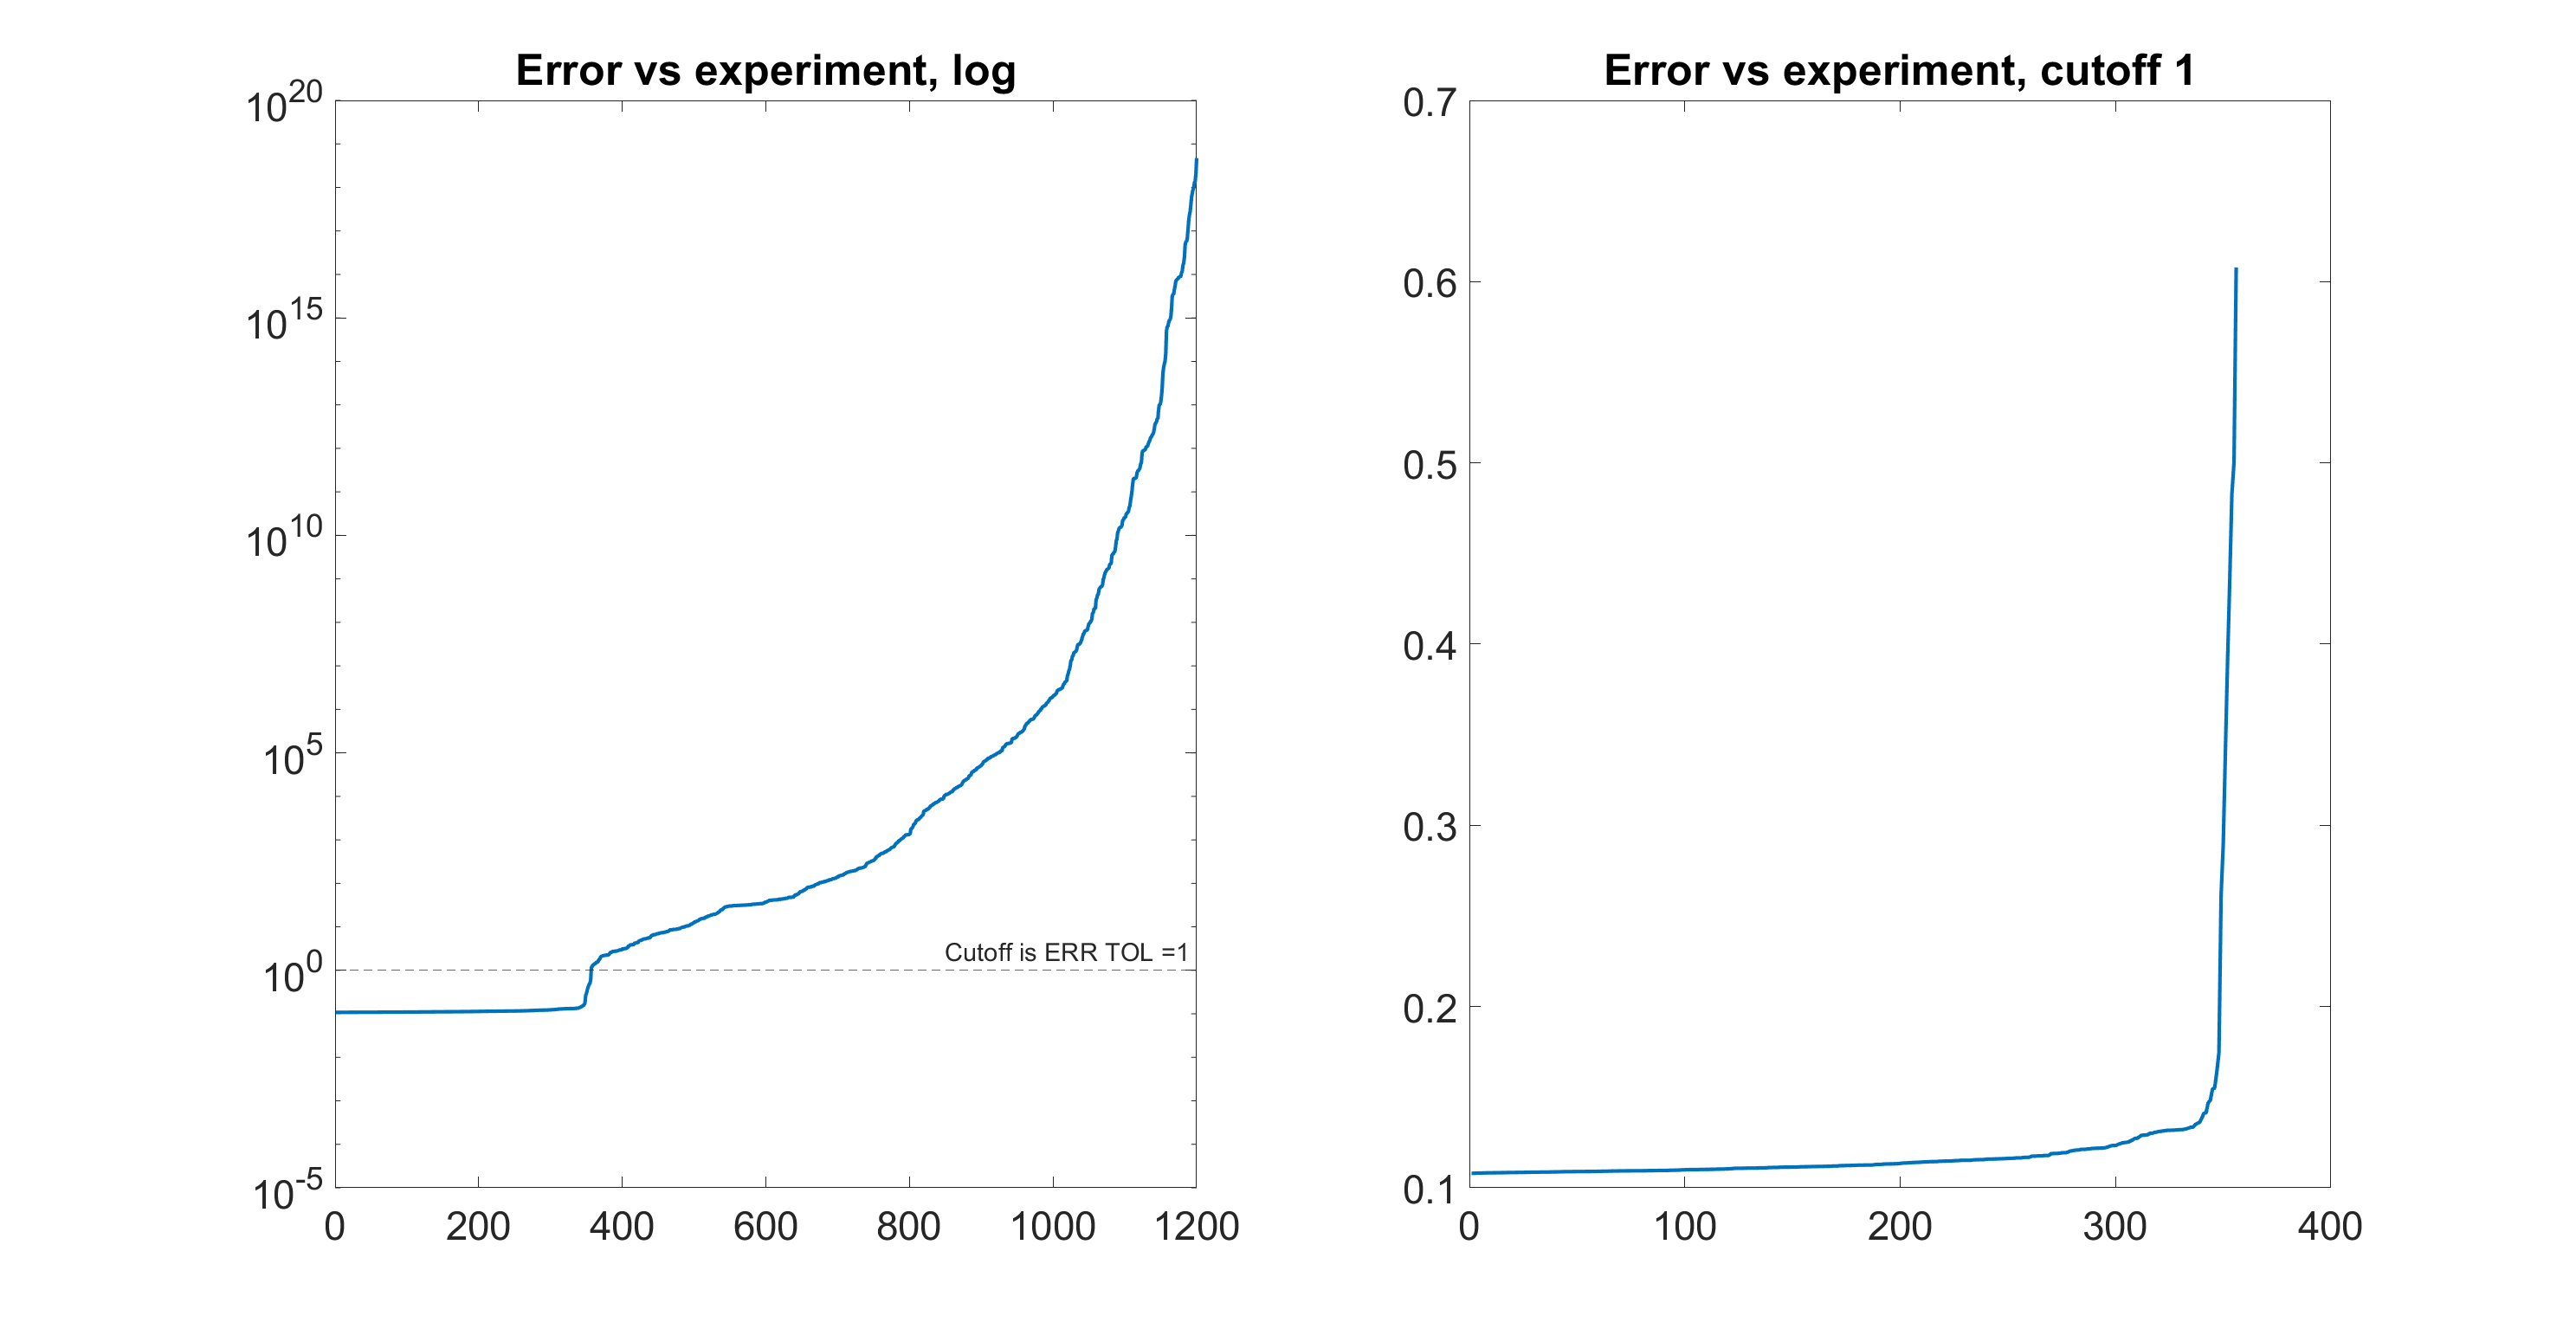 Error vs experiment, log
10^20
10^15
10^10
10^5
10^0
10^-5
Cutoff is ERR TOL =1
0 200 400 600 800 1000 1200
Error vs experiment, cutoff 1
0.7
0.6
0.5
0.4
0.3
0.2
0.1
0 100 200 300 400